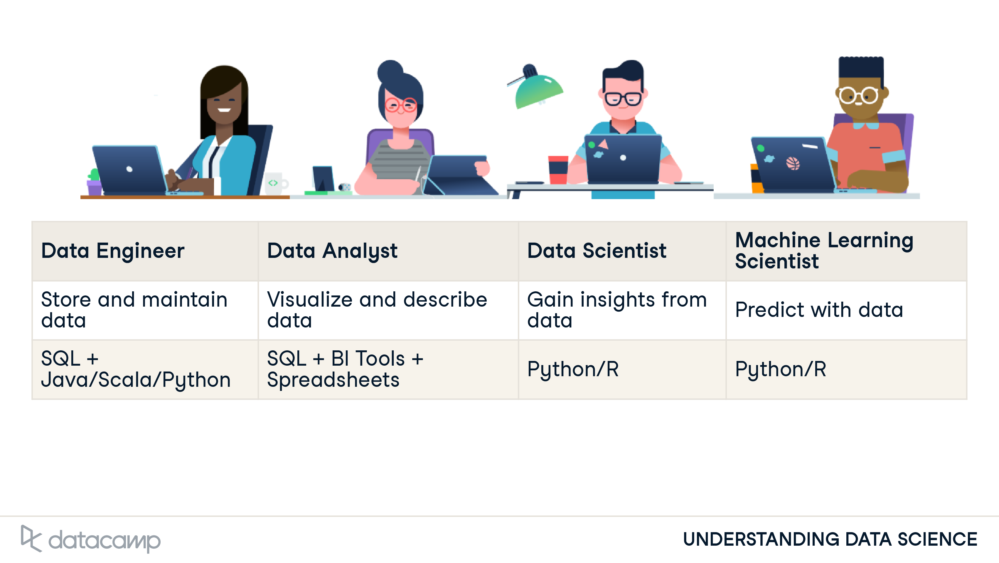 <>
Data Engineer
Data Analyst
Data Scientist
Machine Learning
Scientist
Store and maintain
data
Visualize and describe
data
Gain insights from
data
Predict with data
SQL +
Java/Scala/Python
SQL + BI Tools +
Spreadsheets
Python/R
Python/R
datacamp
UNDERSTANDING DATA SCIENCE